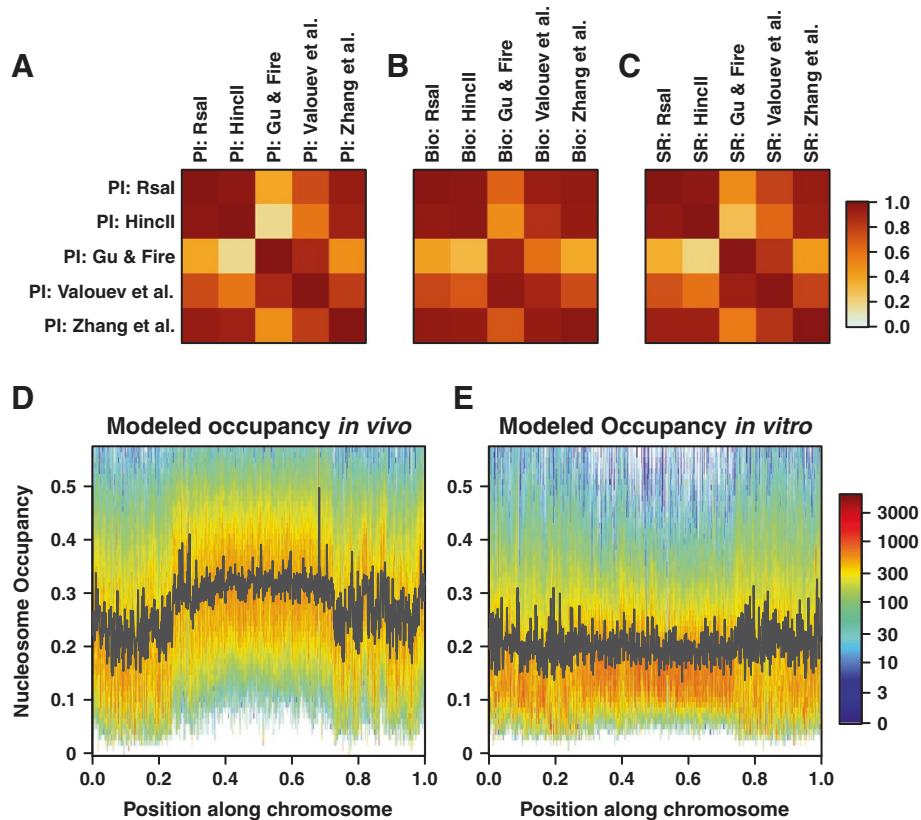 A
B
C
PI: RsaI
PI: HincII
PI: Gu & Fire
PI: Valouev et al.
PI: Zhang et al.
Bio: RsaI
Bio: HincII
Bio: Gu & Fire
Bio: Valouev et al.
Bio: Zhang et al.
SR: RsaI
SR: HincII
SR: Gu & Fire
SR: Valouev et al.
SR: Zhang et al.
PI: RsaI
PI: HincII
PI: Gu & Fire
PI: Valouev et al.
PI: Zhang et al.
1.0
0.8
0.6
0.4
0.2
0.0
D
Modeled occupancy in vivo
Nucleosome Occupancy
0.5
0.4
0.3
0.2
0.1
0
0.0 0.2 0.4 0.6 0.8 1.0
Position along chromosome
E
Modeled Occupancy in vitro
0.5
0.4
0.3
0.2
0.1
0
0.0 0.2 0.4 0.6 0.8 1.0
Position along chromosome
3000
1000
300
100
30
10
3
0